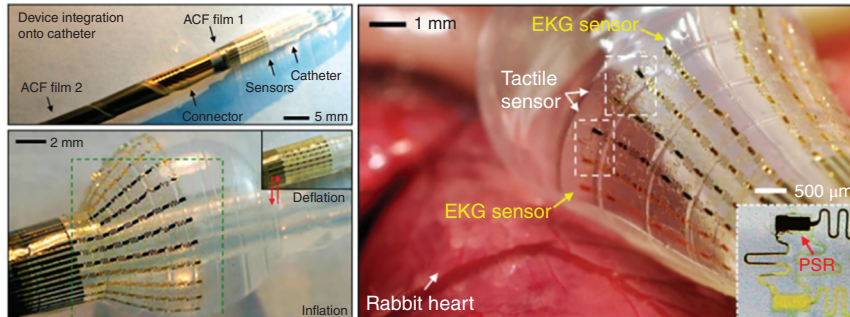 Device integration
onto catheter
ACF film 1
ACF film 2
Sensors
Catheter
Connector
5 mm
2 mm
Deflation
Inflation
1 mm
EKG sensor
Tactile
sensor
EKG sensor
500 μm
PSR
Rabbit heart